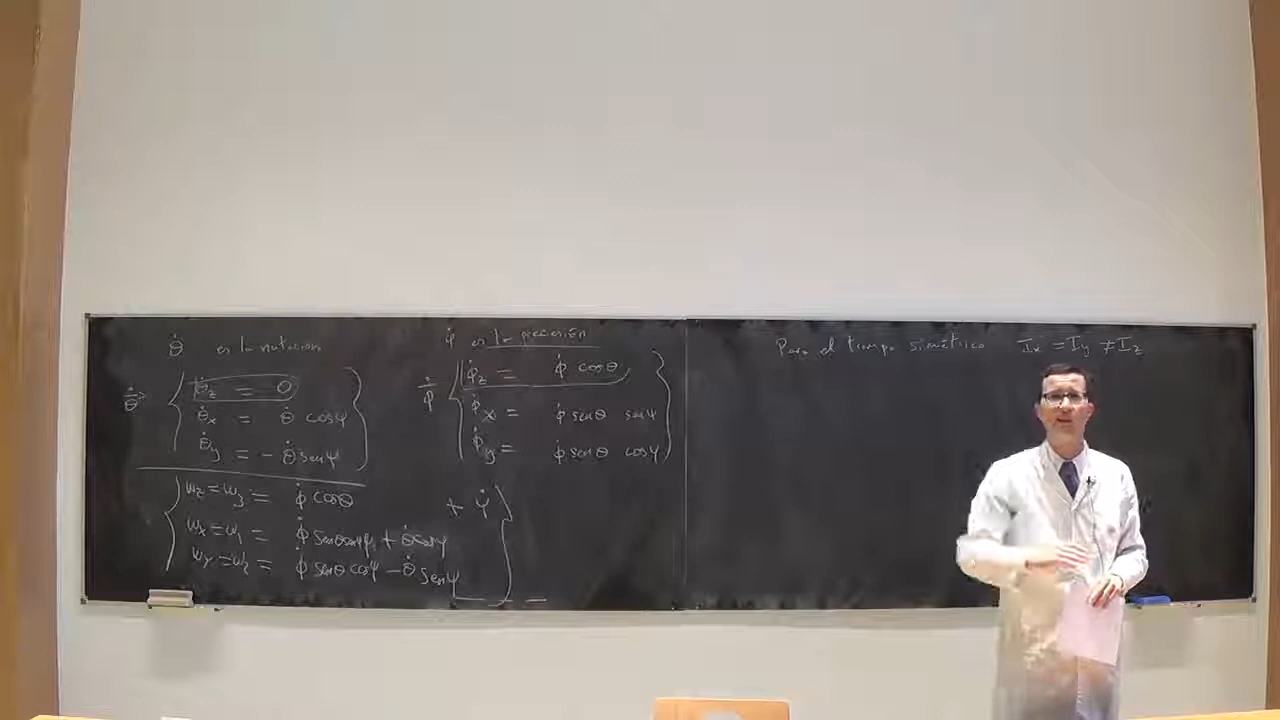 θ̇ es la nutación
θ̇ { θ̇z = 0
θ̇x = θ̇ cosψ
θ̇y = - θ̇ senψ }
φ̇ es la precesión
φ̇ { φ̇z = φ̇ cosθ
φ̇x = φ̇ senθ senψ
φ̇y = φ̇ senθ cosψ }
{ ωz = ω3 = φ̇ cosθ + ψ̇
ωx = ω1 = φ̇ senθ senψ + θ̇ cosψ
ωy = ω2 = φ̇ senθ cosψ - θ̇ senψ }
Para el trompo simétrico Ix = Iy ≠ Iz